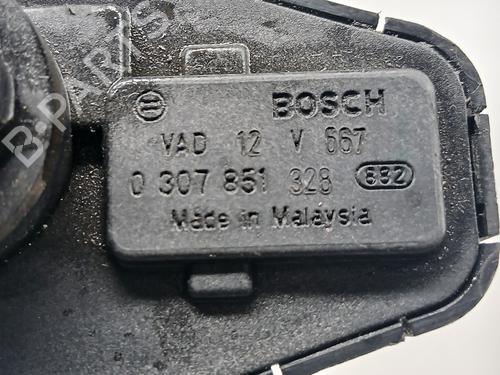 B-PARTS
BOSCH
VAD 12 V 667
0 307 851 328 882
Made in Malaysia